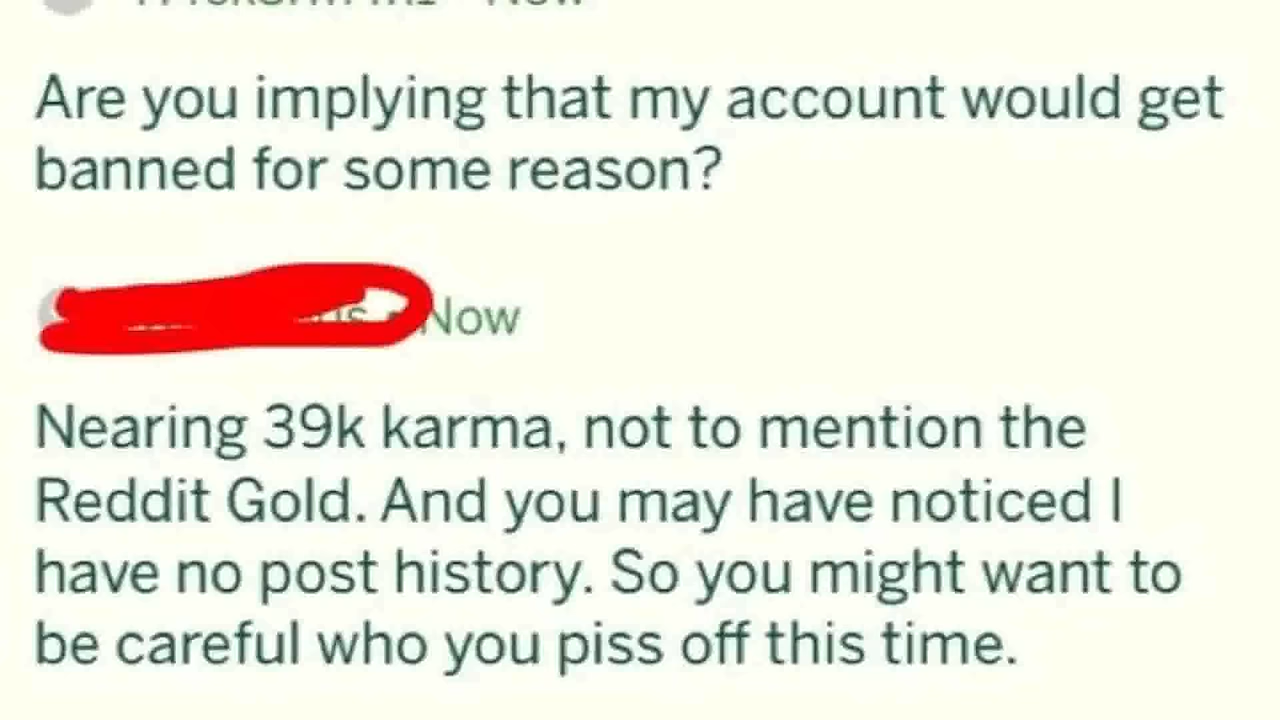 Are you implying that my account would get
banned for some reason?
Now
Nearing 39k karma, not to mention the
Reddit Gold. And you may have noticed I
have no post history. So you might want to
be careful who you piss off this time.